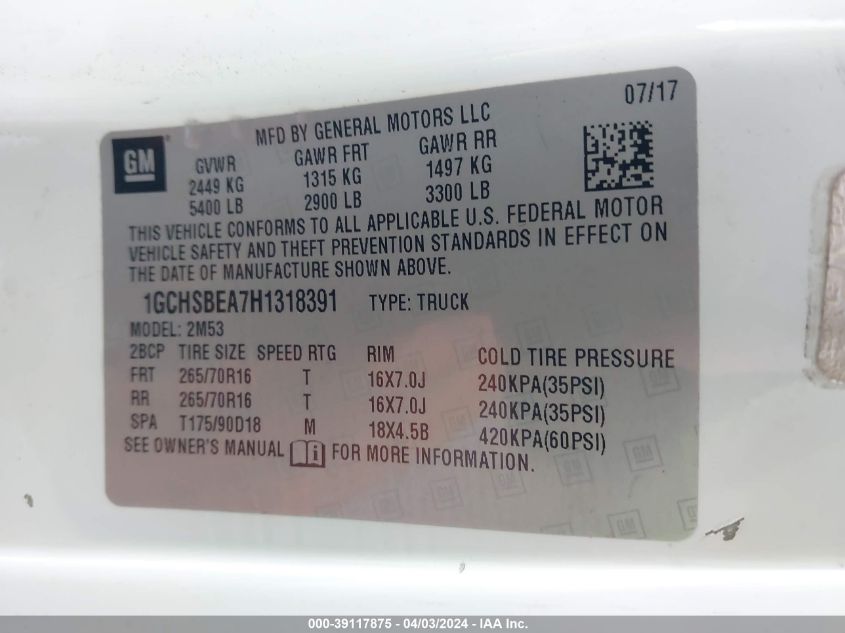 07/17
MFD BY GENERAL MOTORS LLC
GM
GVWR GAWR FRT GAWR RR
2449 KG 1315 KG 1497 KG
5400 LB 2900 LB 3300 LB
THIS VEHICLE CONFORMS TO ALL APPLICABLE U.S. FEDERAL MOTOR
VEHICLE SAFETY AND THEFT PREVENTION STANDARDS IN EFFECT ON
THE DATE OF MANUFACTURE SHOWN ABOVE.
1GCHSBEA7H1318391 TYPE: TRUCK
MODEL: 2M53
2BCP TIRE SIZE SPEED RTG RIM COLD TIRE PRESSURE
FRT 265/70R16 T 16X7.0J 240KPA(35PSI)
RR 265/70R16 T 16X7.0J 240KPA(35PSI)
SPA T175/90D18 M 18X4.5B 420KPA(60PSI)
SEE OWNER'S MANUAL FOR MORE INFORMATION.
000-39117875 / 04/03/2024 - IAA Inc.